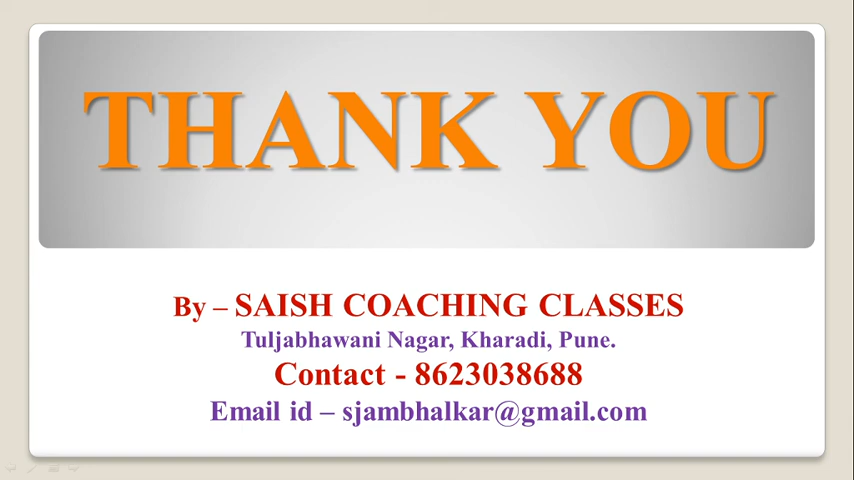 THANK YOU
By – SAISH COACHING CLASSES
Tuljabhawani Nagar, Kharadi, Pune.
Contact - 8623038688
Email id – sjambhalkar@gmail.com